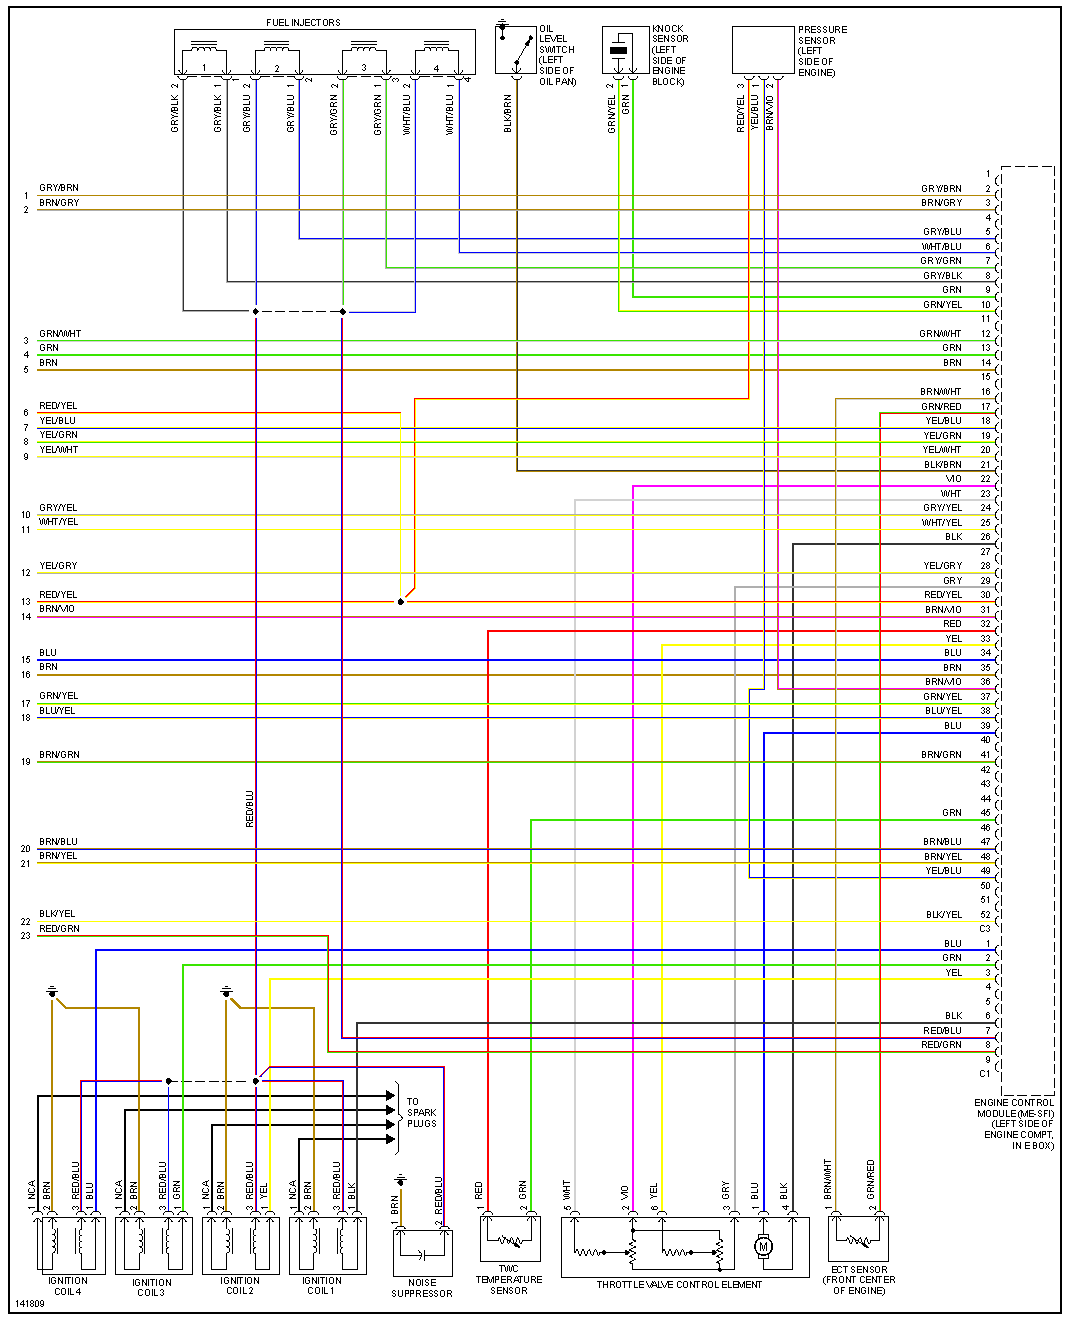 FUEL INJECTORS
1
2
3
4
OIL
LEVEL
SWITCH
(LEFT
SIDE OF
OIL PAN)
KNOCK
SENSOR
(LEFT
SIDE OF
ENGINE
BLOCK)
PRESSURE
SENSOR
(LEFT
SIDE OF
ENGINE)
GRY/BLK 2
GRY/BLK 1
1
GRY/BLU 2
GRY/BLU 1
2
GRY/GRN 2
GRY/GRN 1
3
WHT/BLU 2
WHT/BLU 1
4
BLK/BRN
GRN/YEL 2
GRN 1
RED/YEL 3
YEL/BLU 1
BRN/VIO 2
1 GRY/BRN
2 BRN/GRY
3 GRN/WHT
4 GRN
5 BRN
6 RED/YEL
7 YEL/BLU
8 YEL/GRN
9 YEL/WHT
10 GRY/YEL
11 WHT/YEL
12 YEL/GRY
13 RED/YEL
14 BRN/VIO
15 BLU
16 BRN
17 GRN/YEL
18 BLU/YEL
19 BRN/GRN
20 BRN/BLU
21 BRN/YEL
22 BLK/YEL
23 RED/GRN
RED/BLU
1
GRY/BRN 2
BRN/GRY 3
4
GRY/BLU 5
WHT/BLU 6
GRY/GRN 7
GRY/BLK 8
GRN 9
GRN/YEL 10
11
GRN/WHT 12
GRN 13
BRN 14
15
BRN/WHT 16
GRN/RED 17
YEL/BLU 18
YEL/GRN 19
YEL/WHT 20
BLK/BRN 21
VIO 22
WHT 23
GRY/YEL 24
WHT/YEL 25
BLK 26
27
YEL/GRY 28
GRY 29
RED/YEL 30
BRN/VIO 31
RED 32
YEL 33
BLU 34
BRN 35
BRN/VIO 36
GRN/YEL 37
BLU/YEL 38
BLU 39
40
BRN/GRN 41
42
43
44
GRN 45
46
BRN/BLU 47
BRN/YEL 48
YEL/BLU 49
50
51
BLK/YEL 52
C3
BLU 1
GRN 2
YEL 3
4
5
BLK 6
RED/BLU 7
RED/GRN 8
9
C1
ENGINE CONTROL
MODULE (ME-SFI)
(LEFT SIDE OF
ENGINE COMPT,
IN E BOX)
TO
SPARK
PLUGS
1 NCA
2 BRN
3 RED/BLU
1 BLU
1 NCA
2 BRN
3 RED/BLU
1 GRN
1 NCA
2 BRN
3 RED/BLU
1 YEL
1 NCA
2 BRN
3 RED/BLU
1 BLK
1 BRN
2 RED/BLU
1 RED
2 GRN
5 WHT
2 VIO
6 YEL
3 GRY
1 BLU
4 BLK
1 BRN/WHT
2 GRN/RED
M
IGNITION
COIL 4
IGNITION
COIL 3
IGNITION
COIL 2
IGNITION
COIL 1
NOISE
SUPPRESSOR
TWC
TEMPERATURE
SENSOR
THROTTLE VALVE CONTROL ELEMENT
ECT SENSOR
(FRONT CENTER
OF ENGINE)
141809